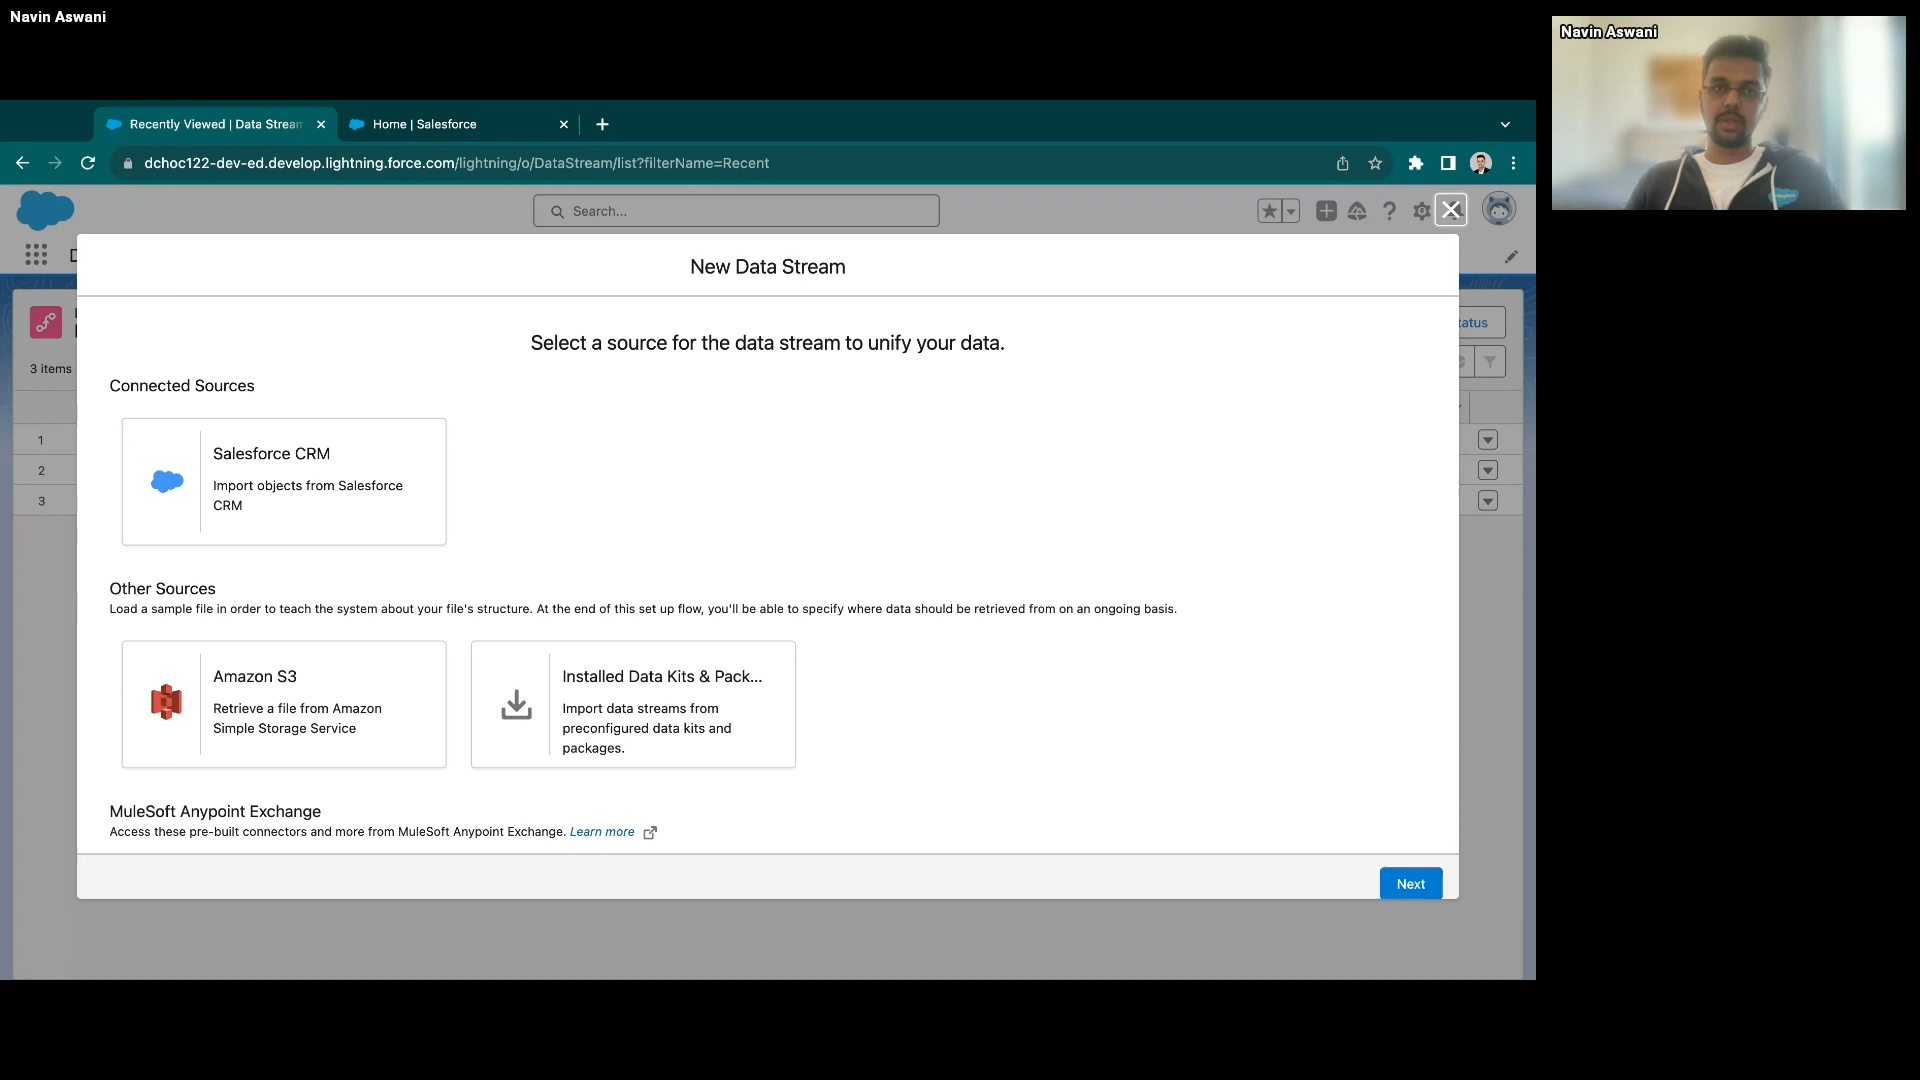 Navin Aswani
Navin Aswani
Recently Viewed | Data Stream
Home | Salesforce
dchoc122-dev-ed.develop.lightning.force.com/lightning/o/DataStream/list?filterName=Recent
Search...
New Data Stream
tatus
Select a source for the data stream to unify your data.
3 items
Connected Sources
1
2
3
Salesforce CRM
Import objects from Salesforce
CRM
Other Sources
Load a sample file in order to teach the system about your file's structure. At the end of this set up flow, you'll be able to specify where data should be retrieved from on an ongoing basis.
Amazon S3
Retrieve a file from Amazon
Simple Storage Service
Installed Data Kits & Pack...
Import data streams from
preconfigured data kits and
packages.
MuleSoft Anypoint Exchange
Access these pre-built connectors and more from MuleSoft Anypoint Exchange. Learn more
Next